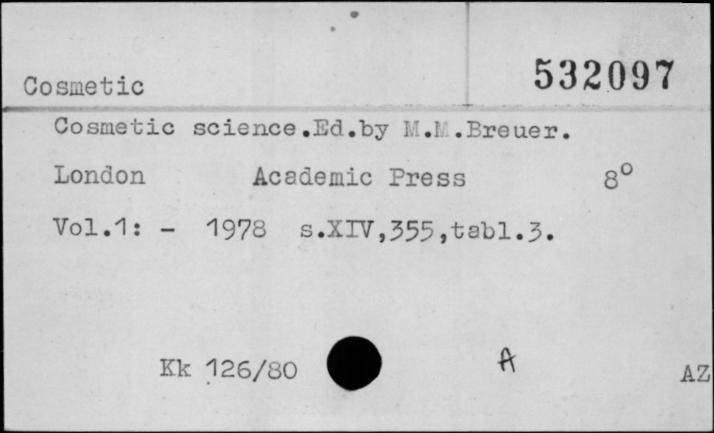 532097
Cosmetic
Cosmetic science.Ed.by M.M.Breuer.
London Academic Press 8°
Vol.1: - 1978 s.XIV,355,tabl.3.
Kk 126/80 A AZ